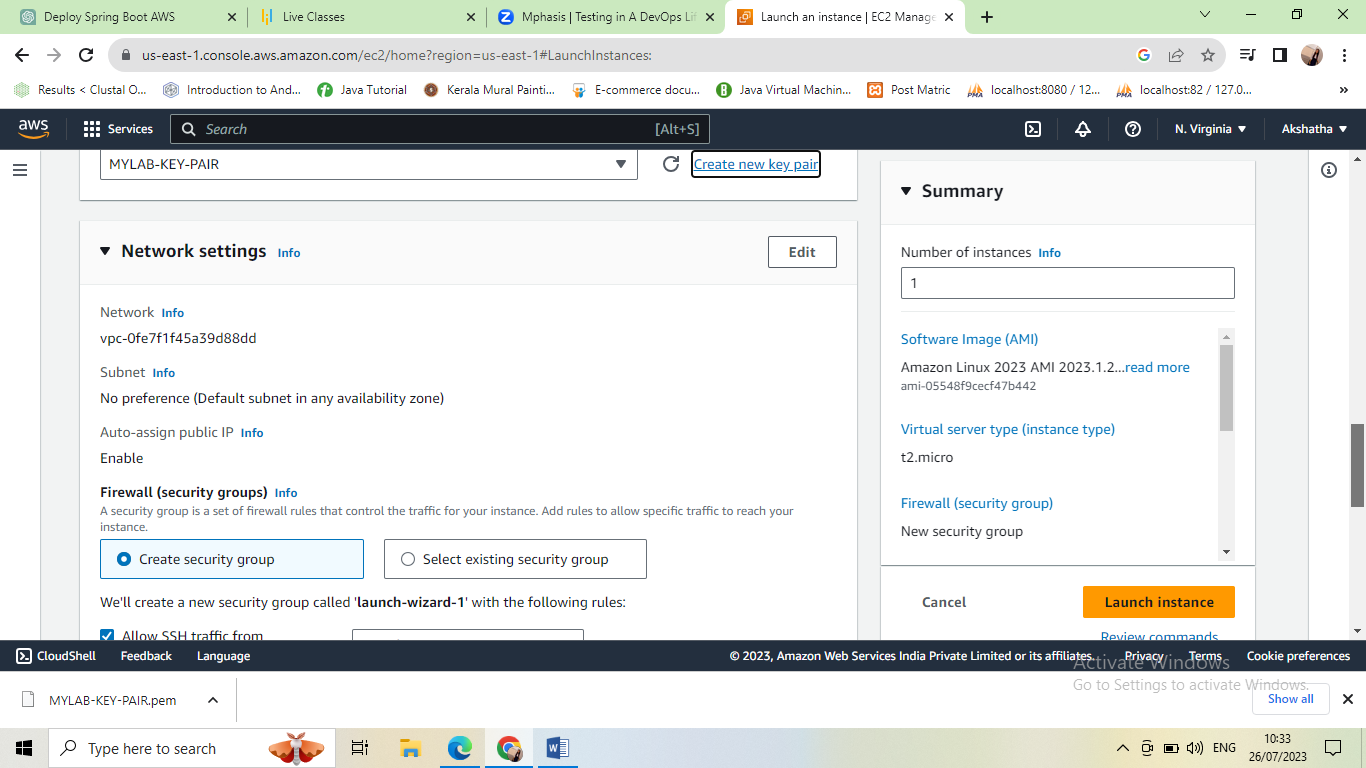 Deploy Spring Boot AWS
Live Classes
Mphasis | Testing in A DevOps Lif
Launch an instance | EC2 Manage
us-east-1.console.aws.amazon.com/ec2/home?region=us-east-1#LaunchInstances:
Results < Clustal O...
Introduction to And...
Java Tutorial
Kerala Mural Painti...
E-commerce docu...
Java Virtual Machin...
Post Matric
localhost:8080 / 12...
localhost:82 / 127.0...
»
aws
Services
Search
[Alt+S]
N. Virginia
Akshatha
MYLAB-KEY-PAIR
Create new key pair
Network settings Info
Edit
Network Info
vpc-0fe7f1f45a39d88dd
Subnet Info
No preference (Default subnet in any availability zone)
Auto-assign public IP Info
Enable
Firewall (security groups) Info
A security group is a set of firewall rules that control the traffic for your instance. Add rules to allow specific traffic to reach your
instance.
Create security group
Select existing security group
We'll create a new security group called 'launch-wizard-1' with the following rules:
Allow SSH traffic from
Summary
Number of instances Info
1
Software Image (AMI)
Amazon Linux 2023 AMI 2023.1.2...read more
ami-05548f9cecf47b442
Virtual server type (instance type)
t2.micro
Firewall (security group)
New security group
Cancel
Launch instance
Review commands
CloudShell
Feedback
Language
© 2023, Amazon Web Services India Private Limited or its affiliates.
Privacy
Terms
Cookie preferences
Activate Windows
Go to Settings to activate Windows.
MYLAB-KEY-PAIR.pem
Show all
Type here to search
ENG
10:33
26/07/2023